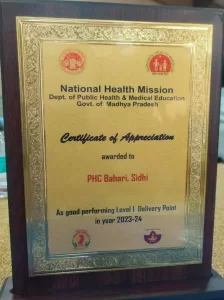 National Health Mission
Dept. of Public Health & Medical Education
Govt. of Madhya Pradesh
Certificate of Appreciation
awarded to
PHC Bahari, Sidhi
As good performing Level I Delivery Point
in year 2023-24